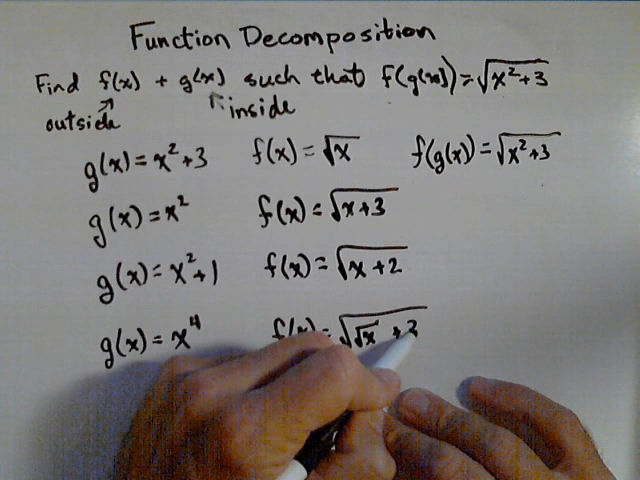 Function Decomposition
Find f(x) + g(x) such that f(g(x)) = √(x² + 3)
outside inside
g(x) = x² + 3 f(x) = √x f(g(x)) = √(x² + 3)
g(x) = x² f(x) = √(x + 3)
g(x) = x² + 1 f(x) = √(x + 2)
g(x) = x⁴ f(x) = √(√x + 3)